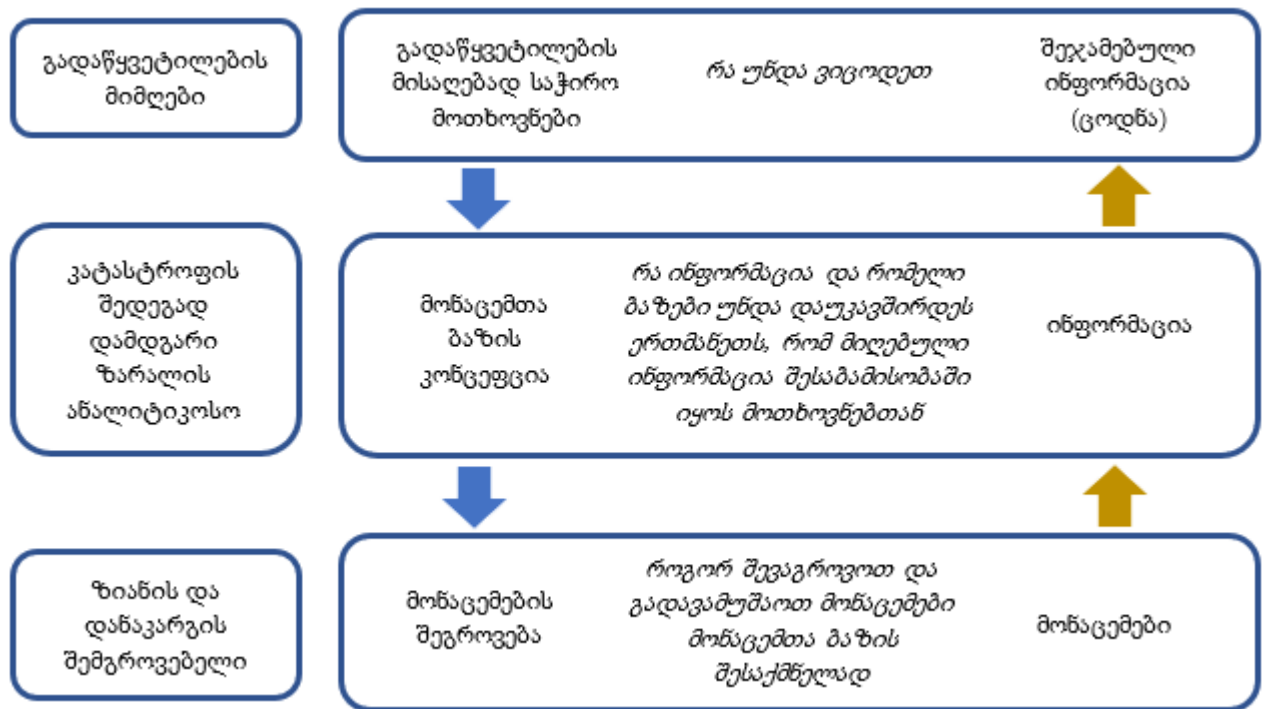 გადაწყვეტილების
მიმღები
გადაწყვეტილების
მისაღებად საჭირო
მოთხოვნები
რა უნდა ვიცოდეთ
შეჯამებული
ინფორმაცია
(ცოდნა)
კატასტროფის
შედეგად
დამდგარი
ზარალის
ანალიტიკოსო
მონაცემთა
ბაზის
კონცეფცია
რა ინფორმაცია და რომელი
ბაზები უნდა დაუკავშირდეს
ერთმანეთს, რომ მიღებული
ინფორმაცია შესაბამისობაში
იყოს მოთხოვნებთან
ინფორმაცია
ზიანის და
დანაკარგის
შემგროვებელი
მონაცემების
შეგროვება
როგორ შევაგროვოთ და
გადავამუშაოთ მონაცემები
მონაცემთა ბაზის
შესაქმნელად
მონაცემები